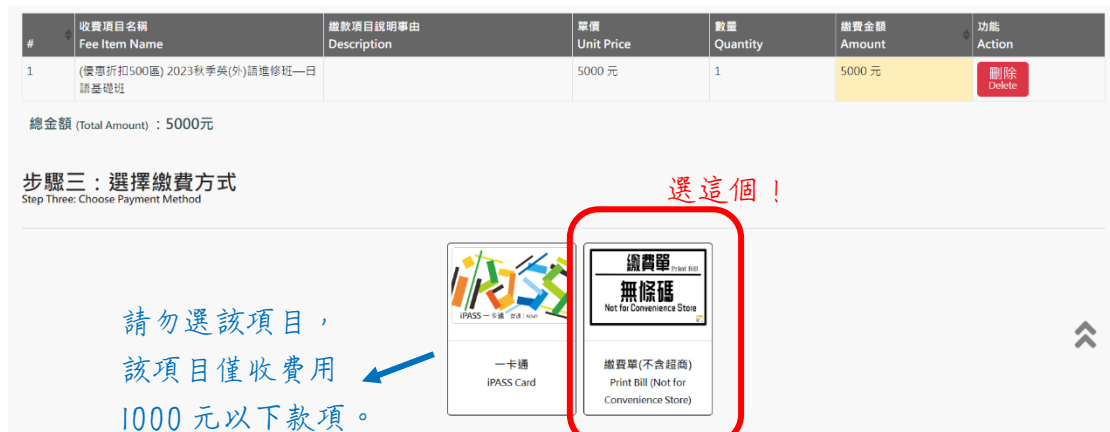 #
收費項目名稱
Fee Item Name
繳款項目說明事由
Description
單價
Unit Price
數量
Quantity
繳費金額
Amount
功能
Action
1
(優惠折扣500區) 2023秋季英(外)語進修班—日
語基礎班
5000 元
1
5000 元
刪除
Delete
總金額 (Total Amount) ：5000元
步驟三：選擇繳費方式
Step Three: Choose Payment Method
選這個！
iPASS 一卡通 普通 | Adult
繳費單 Print Bill
無條碼
Not for Convenience Store
請勿選該項目，
該項目僅收費用
1000 元以下款項。
一卡通
iPASS Card
繳費單(不含超商)
Print Bill (Not for
Convenience Store)